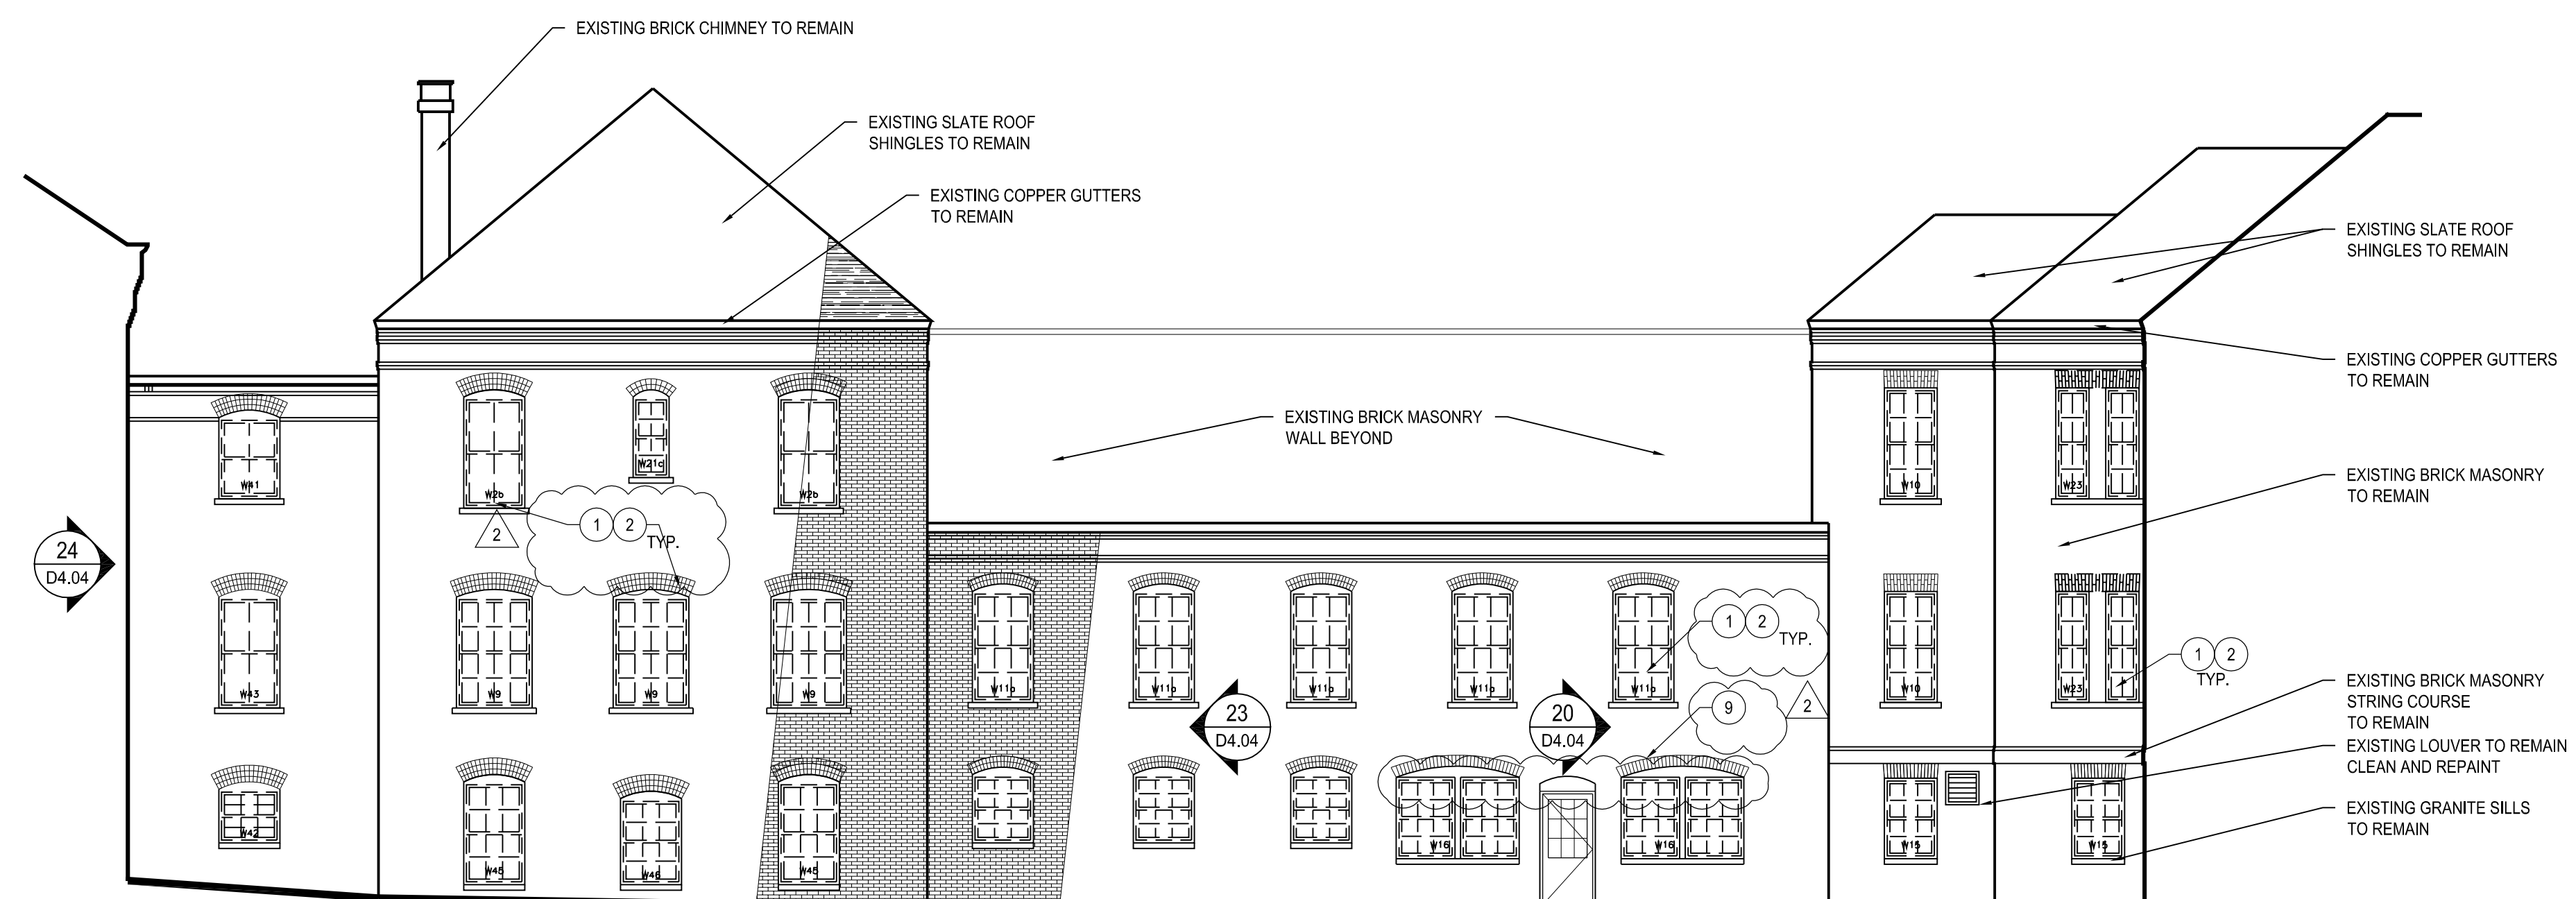 EXISTING BRICK CHIMNEY TO REMAIN
EXISTING SLATE ROOF
SHINGLES TO REMAIN
EXISTING COPPER GUTTERS
TO REMAIN
EXISTING SLATE ROOF
SHINGLES TO REMAIN
EXISTING COPPER GUTTERS
TO REMAIN
EXISTING BRICK MASONRY
WALL BEYOND
EXISTING BRICK MASONRY
TO REMAIN
W41
W2b
W21c
W2b
W10
W23
2
1 2
TYP.
24
D4.04
W43
W9
W9
W9
W11b
W11b
W11b
W11b
W11b
W10
W23
1 2
TYP.
1 2
TYP.
23
D4.04
20
D4.04
9
2
EXISTING BRICK MASONRY
STRING COURSE
TO REMAIN
EXISTING LOUVER TO REMAIN
CLEAN AND REPAINT
EXISTING GRANITE SILLS
TO REMAIN
W42
W45
W46
W45
W16
W16
W15
W15